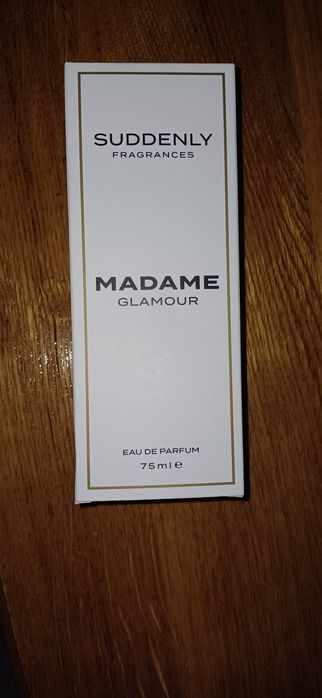 SUDDENLY
FRAGRANCES
MADAME
GLAMOUR
EAU DE PARFUM
75ml e